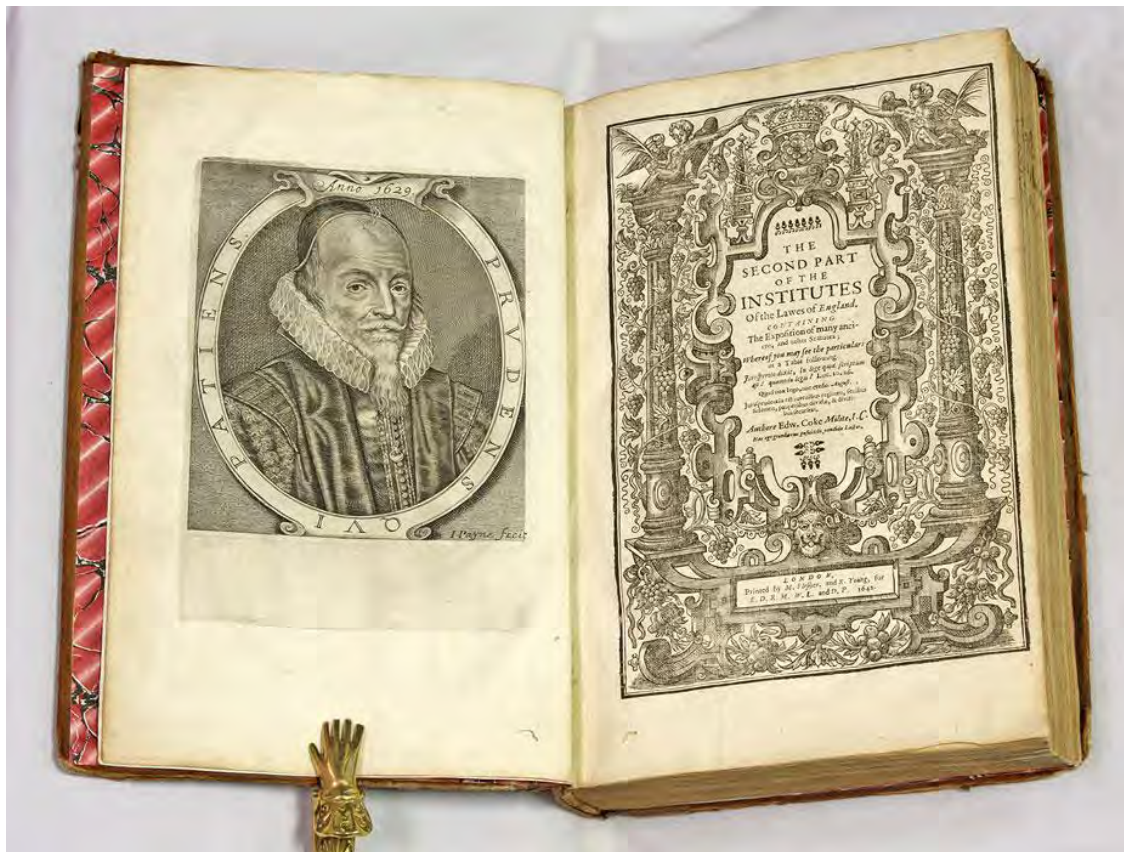 Anno 1629
PRVDENS QVI PATIENS
I. Payne fecit
THE
SECOND PART
OF THE
INSTITUTES
Of the Lawes of England.
CONTAINING
The Exposition of many anci-
ent, and other Statutes;
Whereof you may see the particulars
in a Table following.
Authore Edw. Coke Milite, I. C.
LONDON,
Printed by M. Flesher, and R. Young, for
E. D. R. M. W. L. and D. P. 1642.